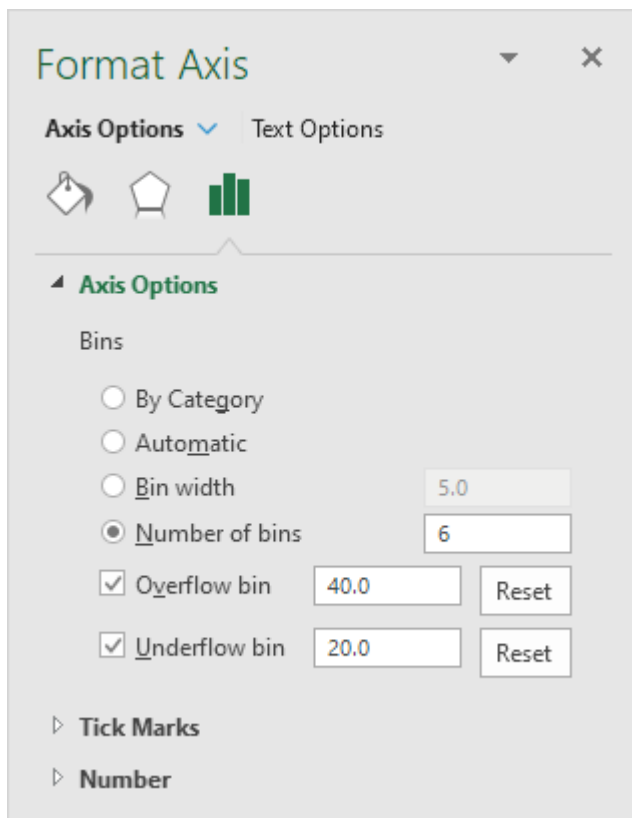 Format Axis
Axis Options Text Options
Axis Options
Bins
By Category
Automatic
Bin width 5.0
Number of bins 6
Overflow bin 40.0 Reset
Underflow bin 20.0 Reset
Tick Marks
Number